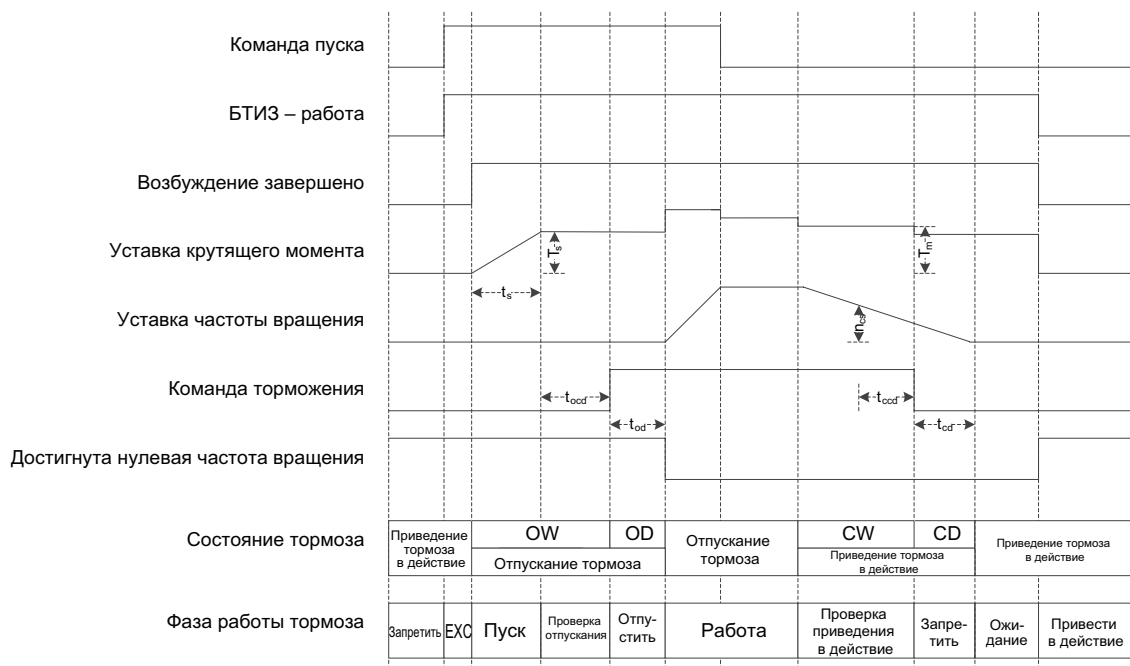 Команда пуска
БТИЗ – работа
Возбуждение завершено
Уставка крутящего момента
Ts
Tm
ts
Уставка частоты вращения
ncs
Команда торможения
tocd
tccd
tod
tcd
Достигнута нулевая частота вращения
Состояние тормоза
Приведение
тормоза
в действие
OW
OD
Отпускание тормоза
Отпускание
тормоза
CW
CD
Приведение тормоза
в действие
Приведение тормоза
в действие
Фаза работы тормоза
Запретить
EXC
Пуск
Проверка
отпускания
Отпу-
стить
Работа
Проверка
приведения
в действие
Запре-
тить
Ожи-
дание
Привести
в действие